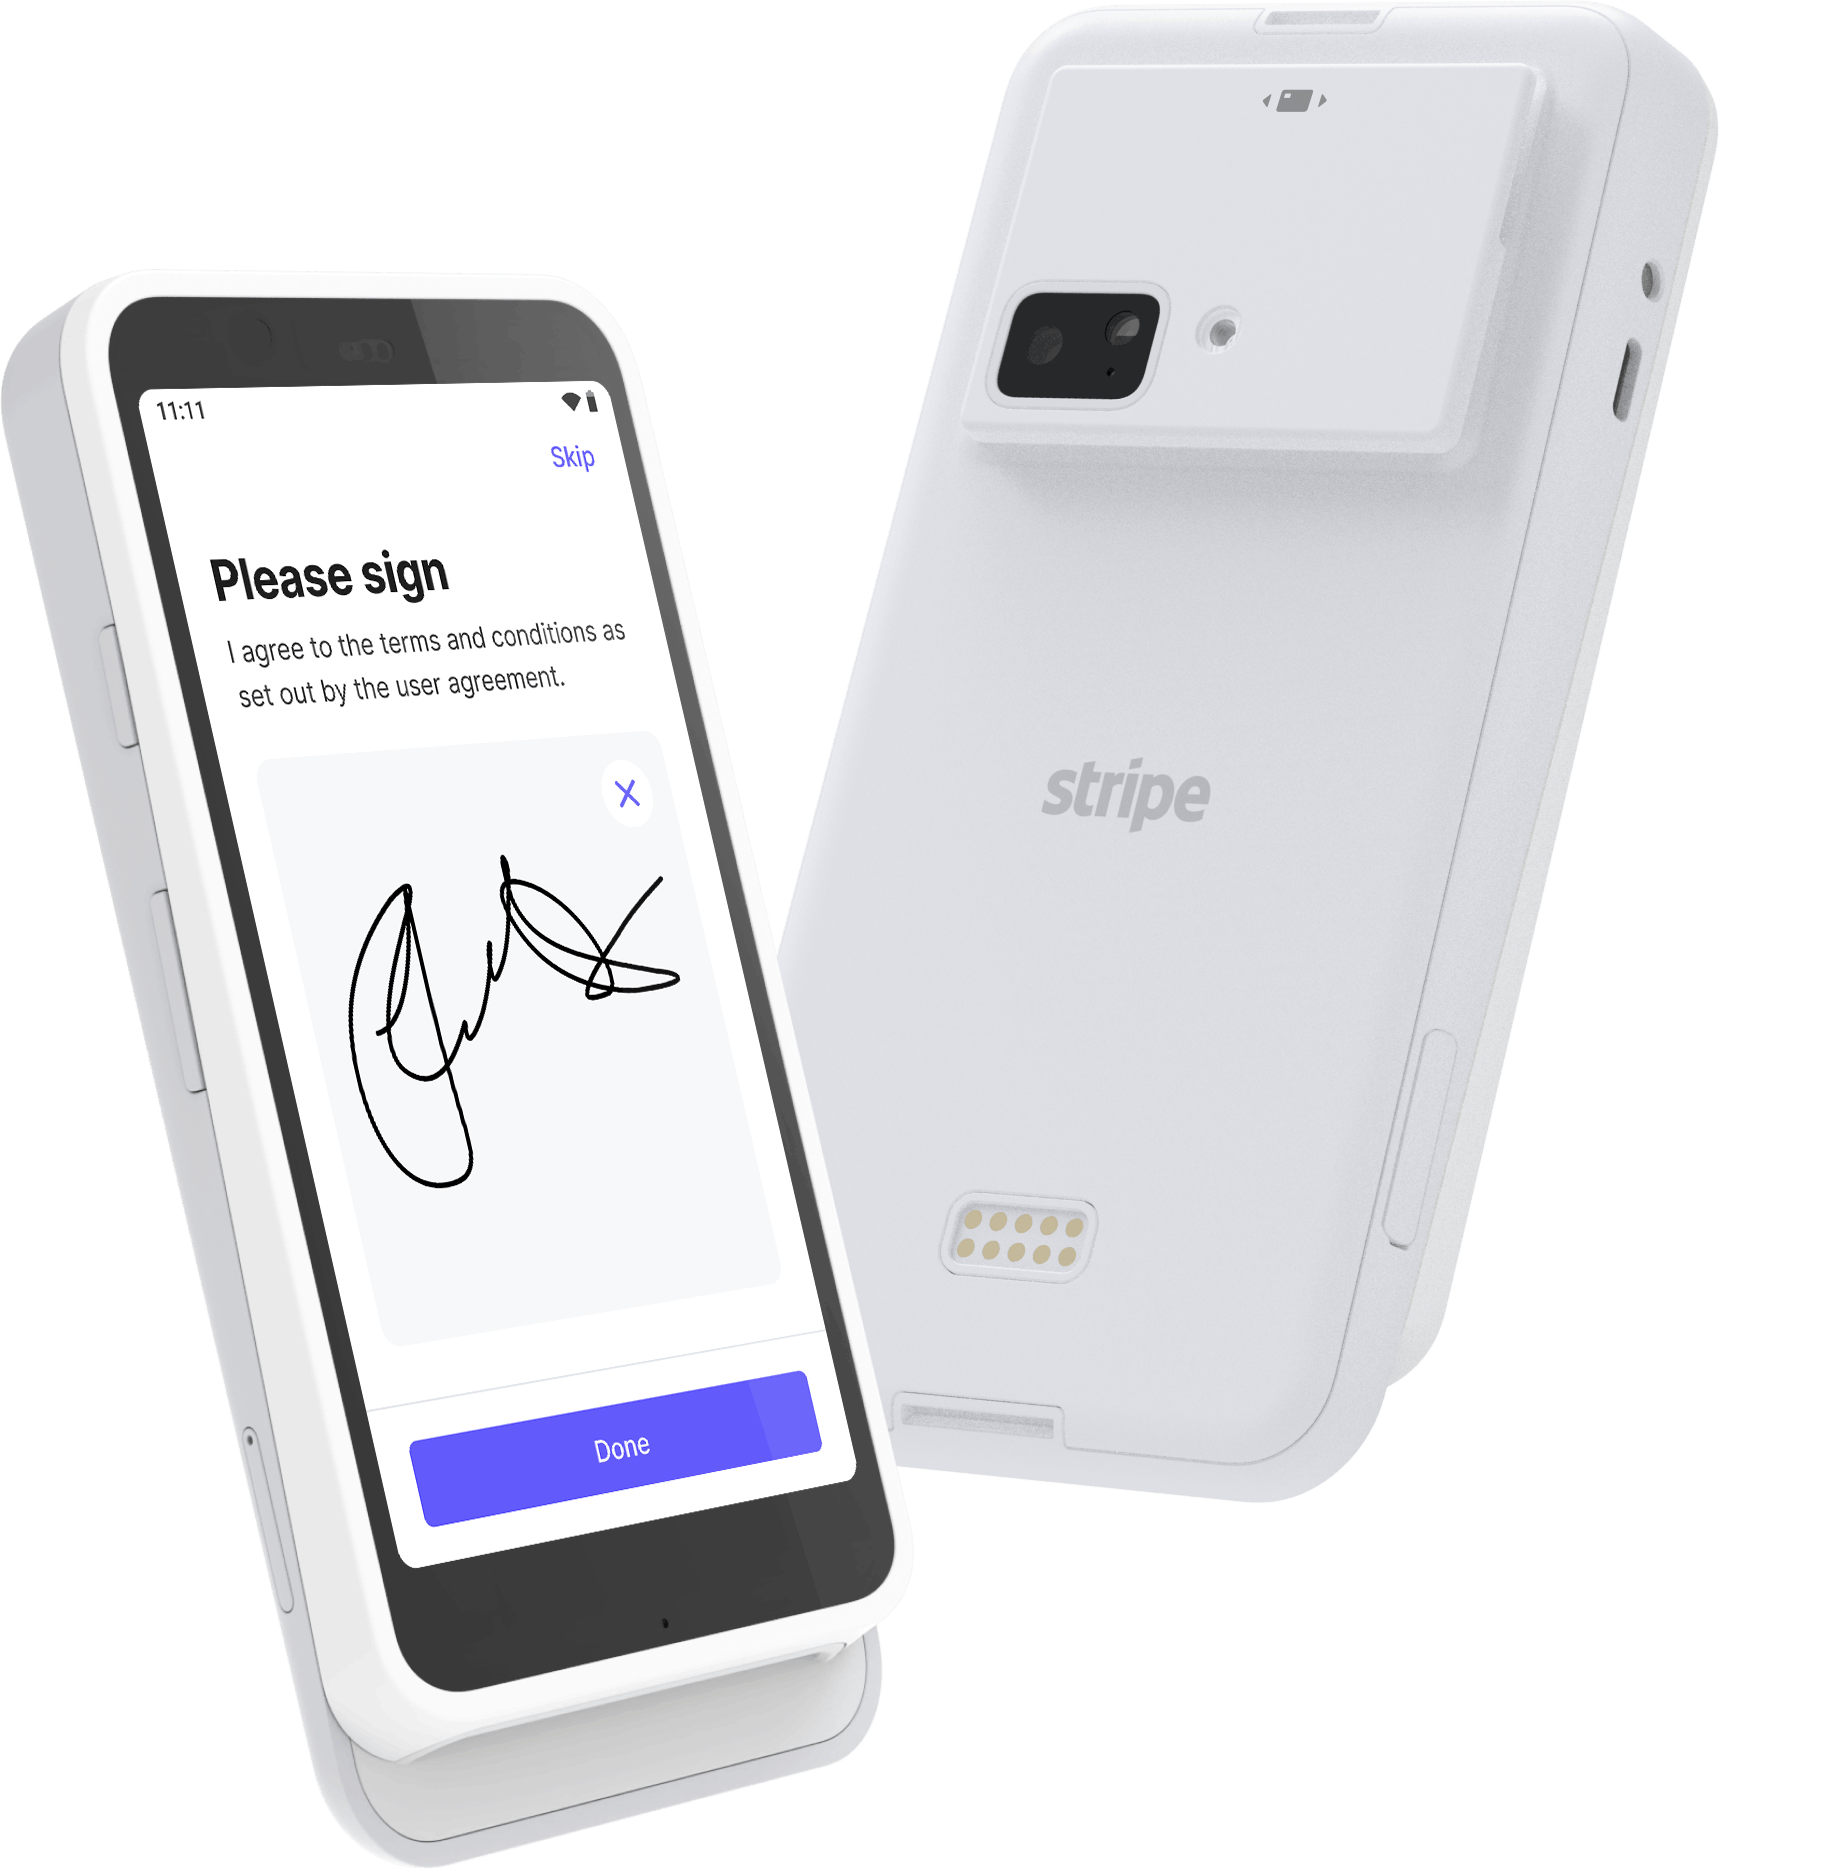 11:11
Skip
Please sign
I agree to the terms and conditions as
set out by the user agreement.
Done
stripe